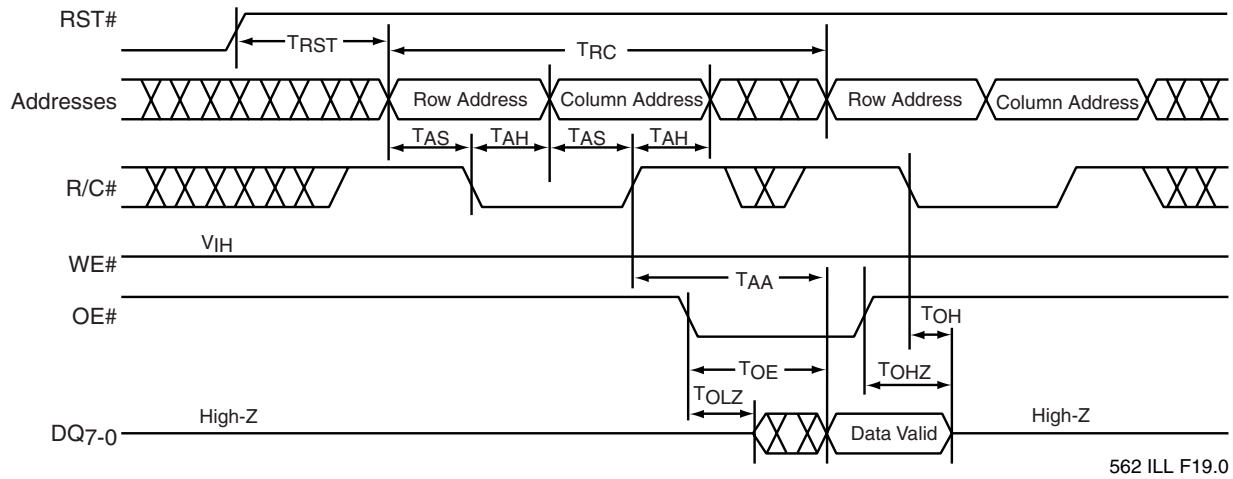 RST#
TRST
TRC
Addresses
Row Address
Column Address
Row Address
Column Address
TAS
TAH
TAS
TAH
R/C#
VIH
WE#
TAA
OE#
TOH
TOE
TOHZ
TOLZ
High-Z
DQ7-0
Data Valid
High-Z
562 ILL F19.0